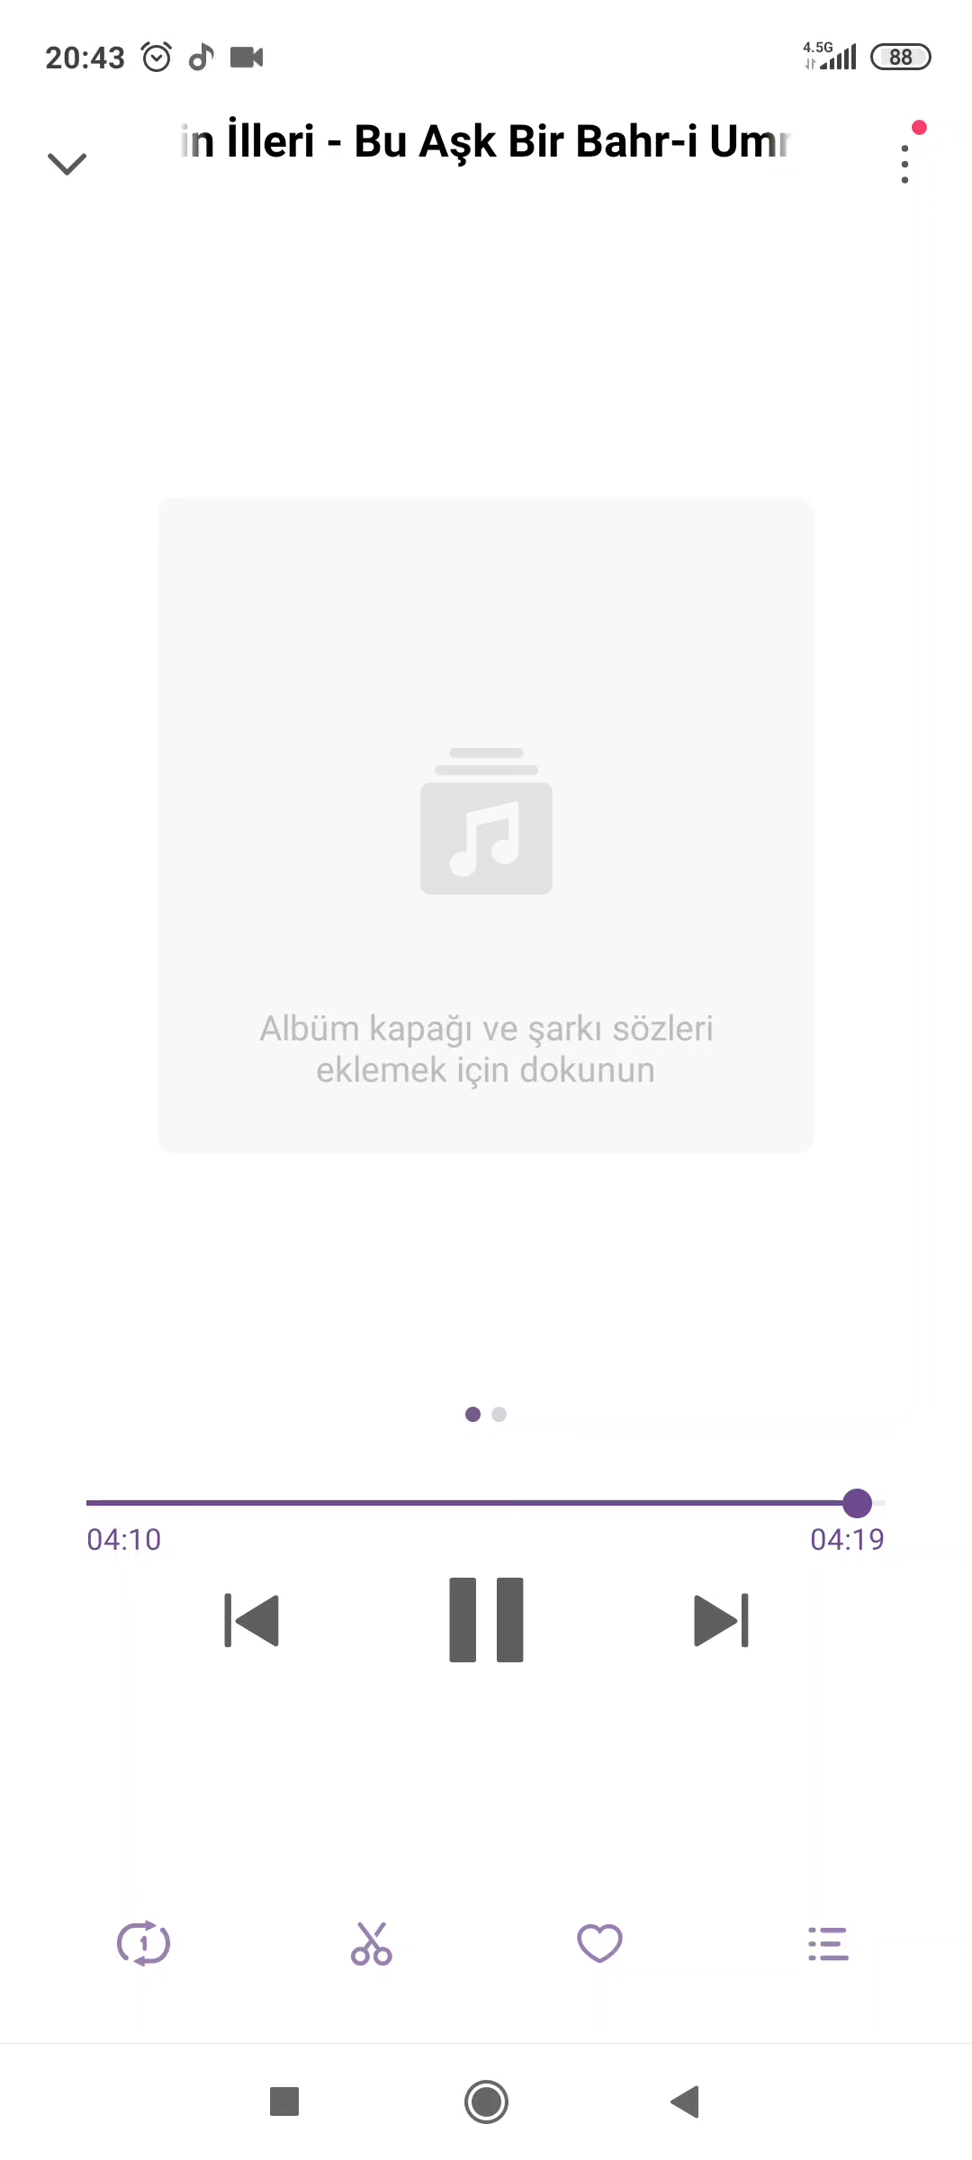 20:43
4.5G
88
in İlleri - Bu Aşk Bir Bahr-i Um
Albüm kapağı ve şarkı sözleri
eklemek için dokunun
04:10
04:19
1